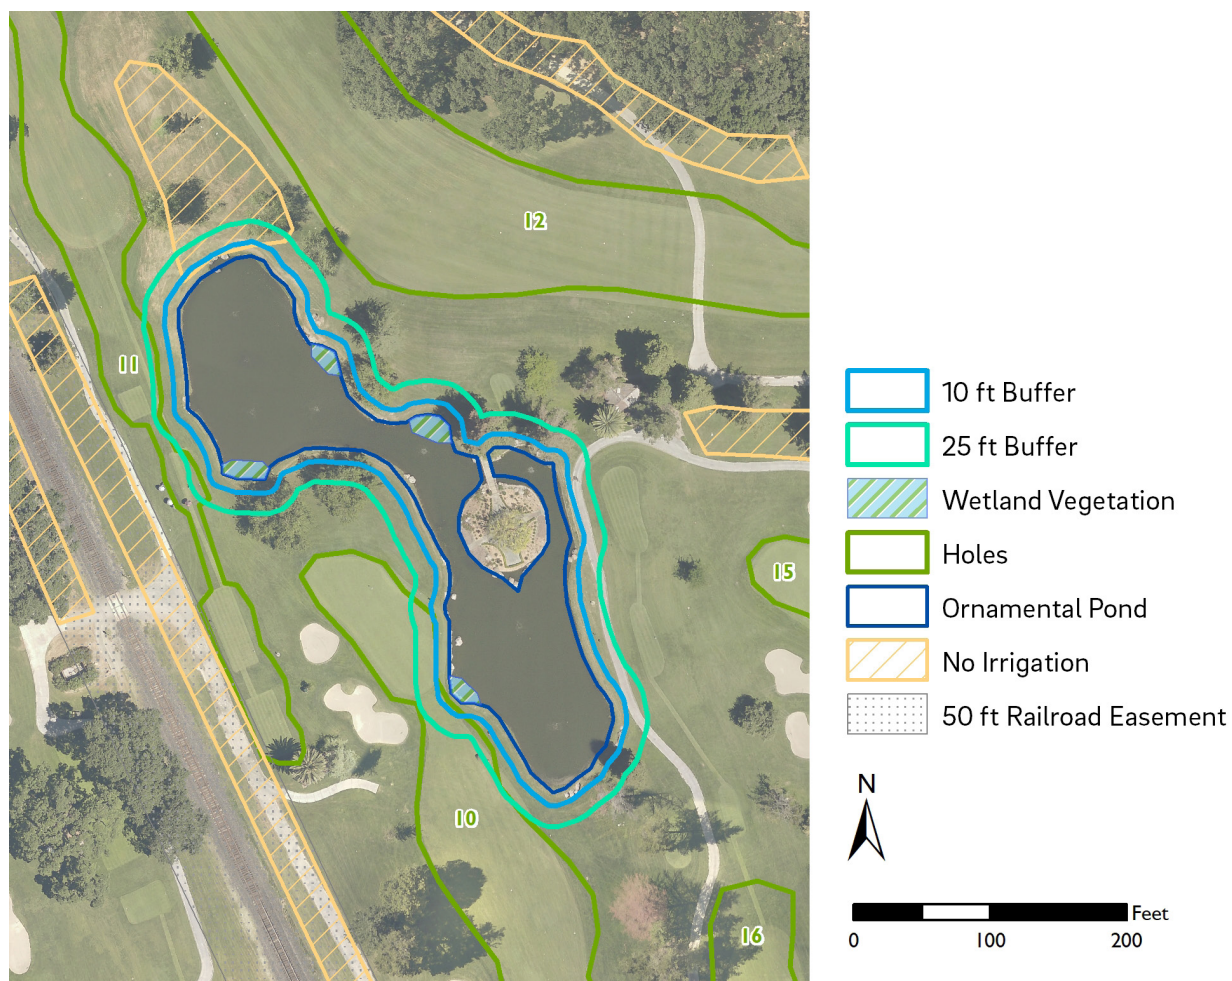 12
11
15
10
16
10 ft Buffer
25 ft Buffer
Wetland Vegetation
Holes
Ornamental Pond
No Irrigation
50 ft Railroad Easement
N
Feet
0 100 200